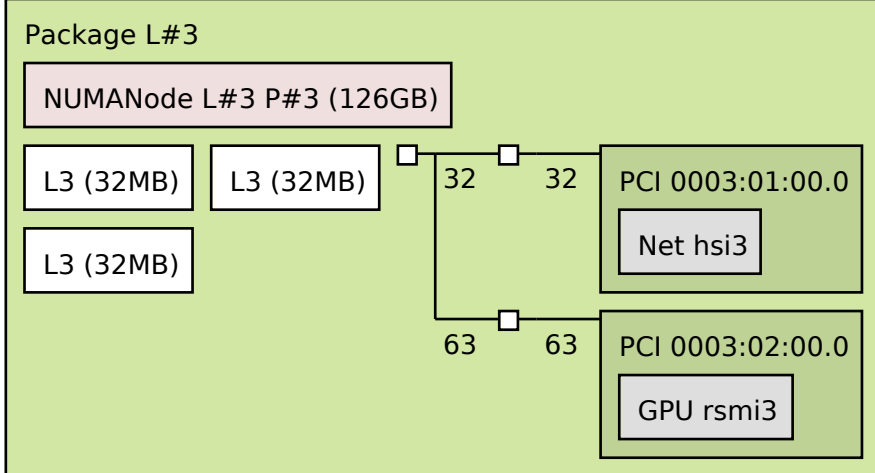 Package L#3
NUMANode L#3 P#3 (126GB)
L3 (32MB)
L3 (32MB)
L3 (32MB)
32
32
PCI 0003:01:00.0
Net hsi3
63
63
PCI 0003:02:00.0
GPU rsmi3